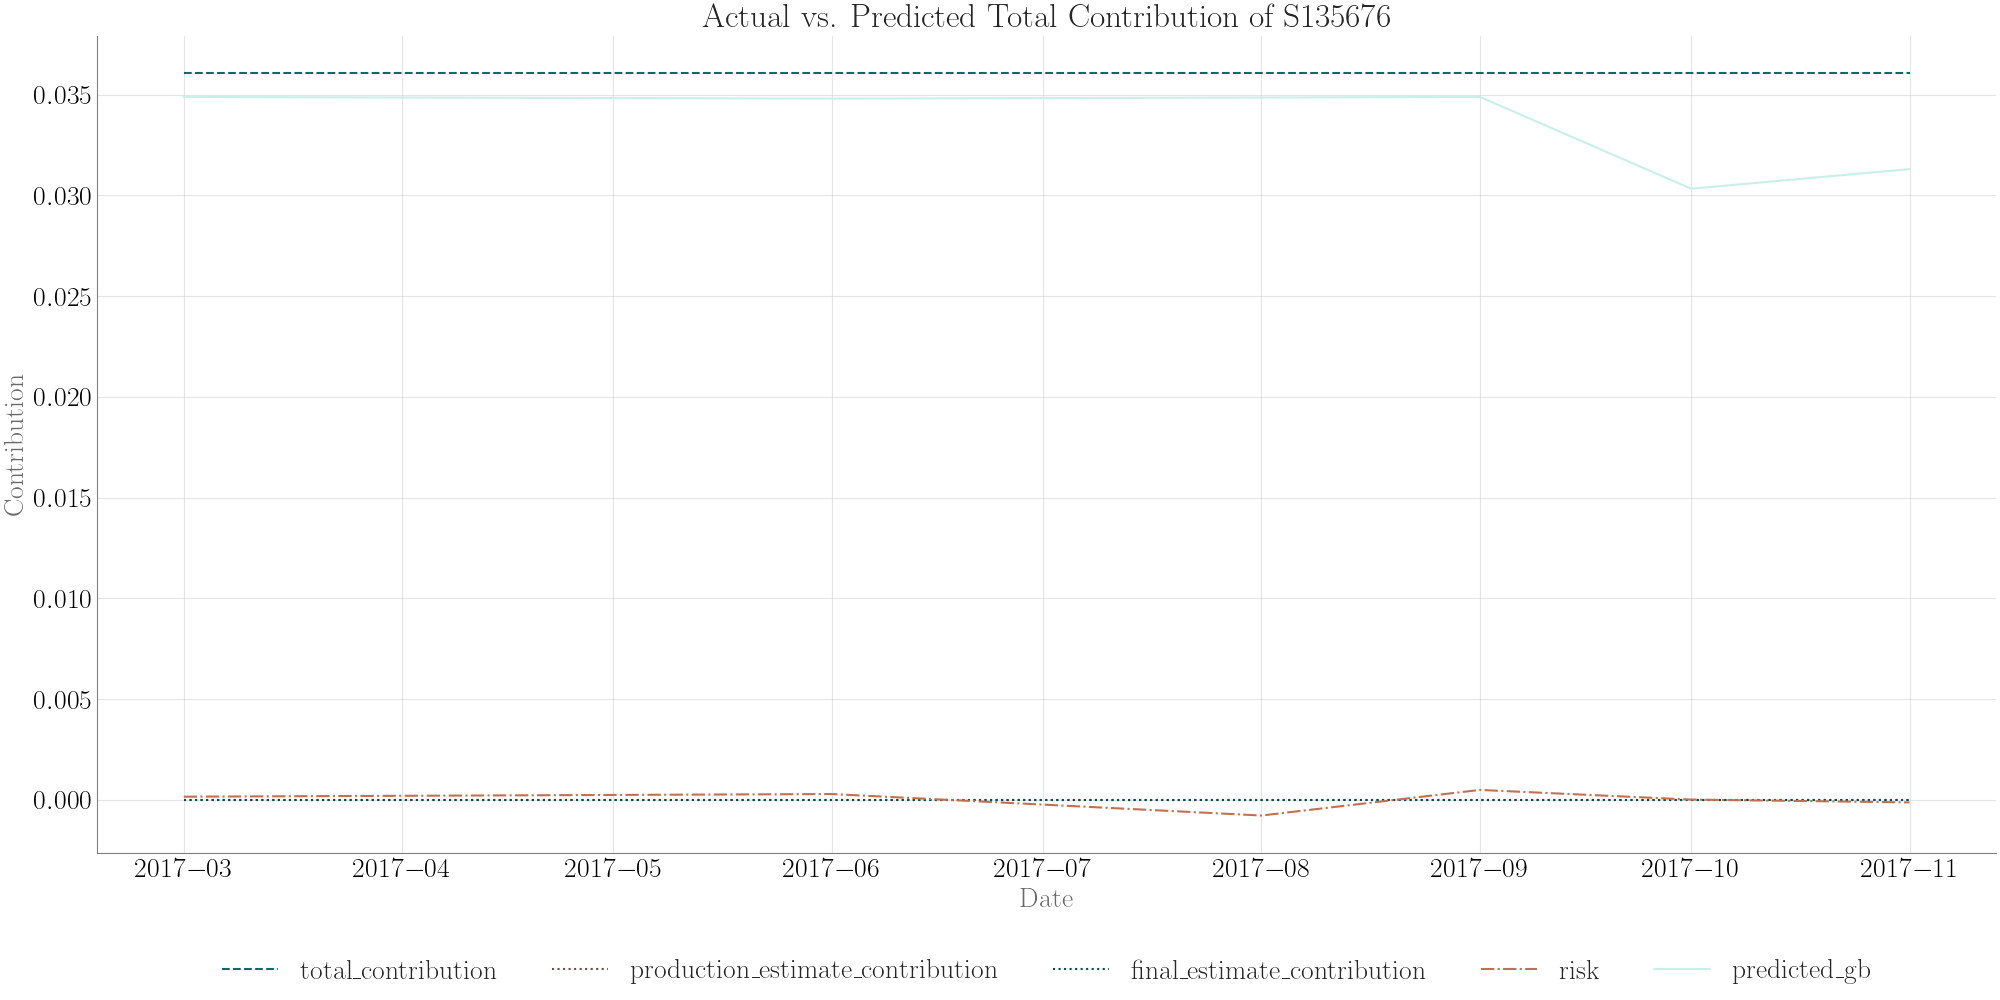 Actual vs. Predicted Total Contribution of S135676
0.035
0.030
0.025
0.020
0.015
0.010
0.005
0.000
Contribution
2017–03 2017–04 2017–05 2017–06 2017–07 2017–08 2017–09 2017–10 2017–11
Date
total_contribution production_estimate_contribution final_estimate_contribution risk predicted_gb